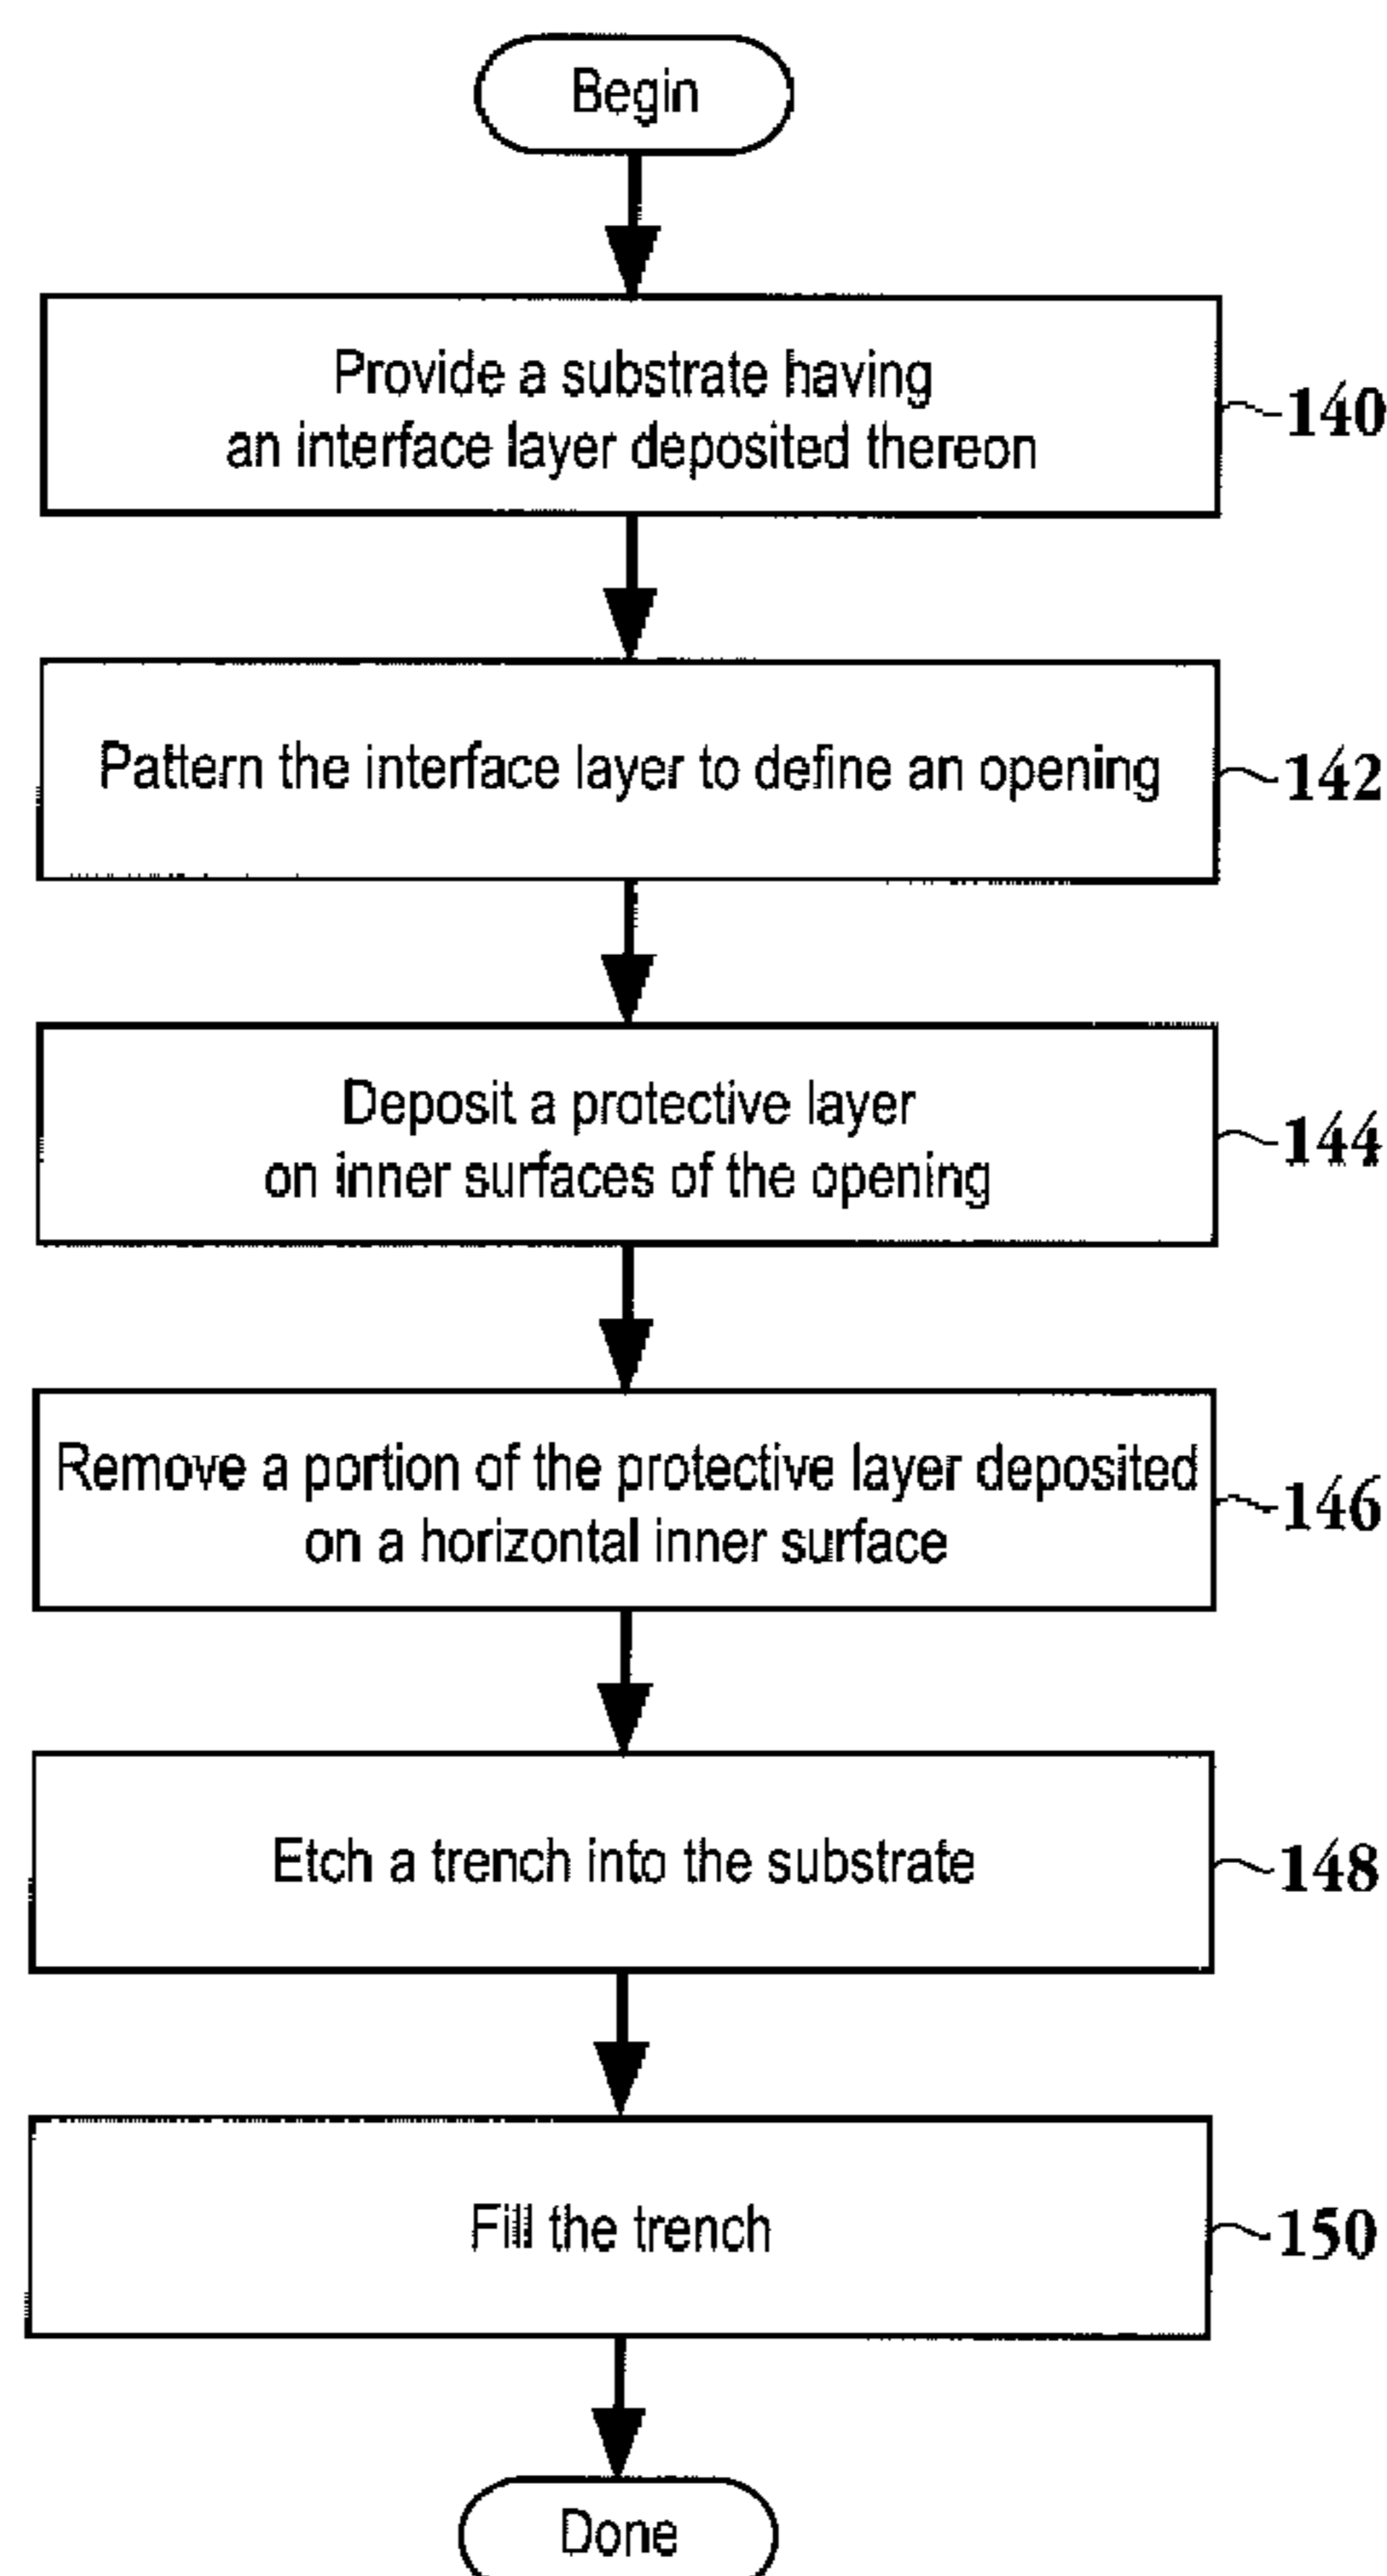 Begin
Provide a substrate having
an interface layer deposited thereon
140
Pattern the interface layer to define an opening
142
Deposit a protective layer
on inner surfaces of the opening
144
Remove a portion of the protective layer deposited
on a horizontal inner surface
146
Etch a trench into the substrate
148
Fill the trench
150
Done